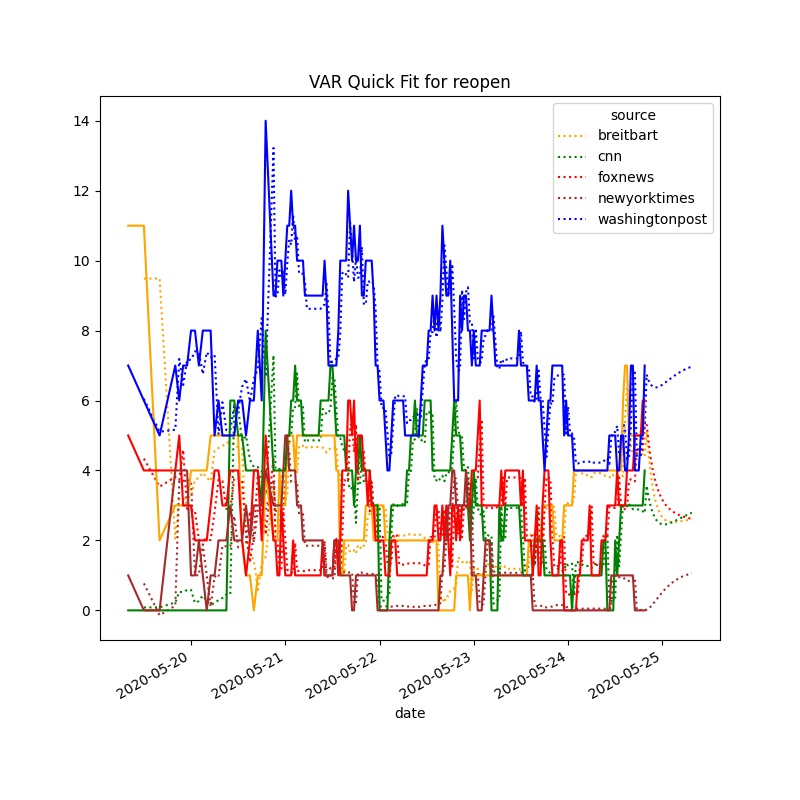 VAR Quick Fit for reopen
14
12
10
8
6
4
2
0
source
breitbart
cnn
foxnews
newyorktimes
washingtonpost
2020-05-20
2020-05-21
2020-05-22
2020-05-23
2020-05-24
2020-05-25
date